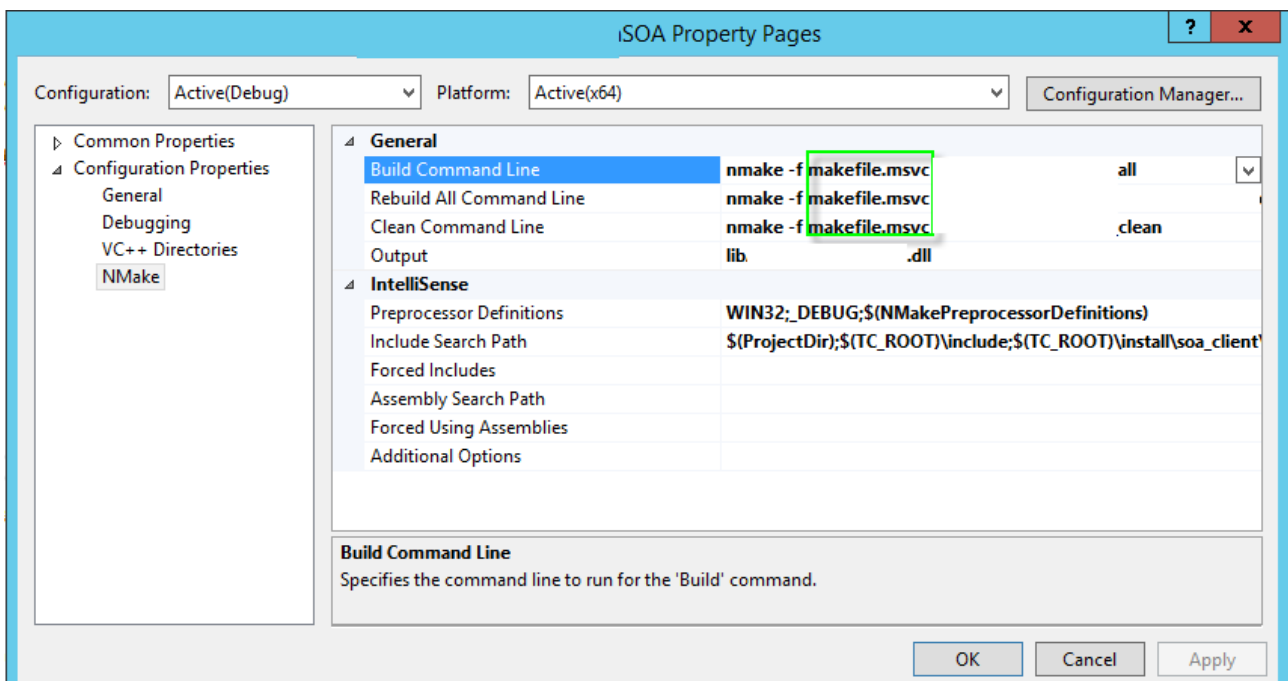 SOA Property Pages
? x
Configuration: Active(Debug) Platform: Active(x64) Configuration Manager...
Common Properties
Configuration Properties
General
Debugging
VC++ Directories
NMake
General
Build Command Line nmake -f makefile.msvc all
Rebuild All Command Line nmake -f makefile.msvc
Clean Command Line nmake -f makefile.msvc clean
Output lib .dll
IntelliSense
Preprocessor Definitions WIN32;_DEBUG;$(NMakePreprocessorDefinitions)
Include Search Path $(ProjectDir);$(TC_ROOT)\include;$(TC_ROOT)\install\soa_client\
Forced Includes
Assembly Search Path
Forced Using Assemblies
Additional Options
Build Command Line
Specifies the command line to run for the 'Build' command.
OK Cancel Apply